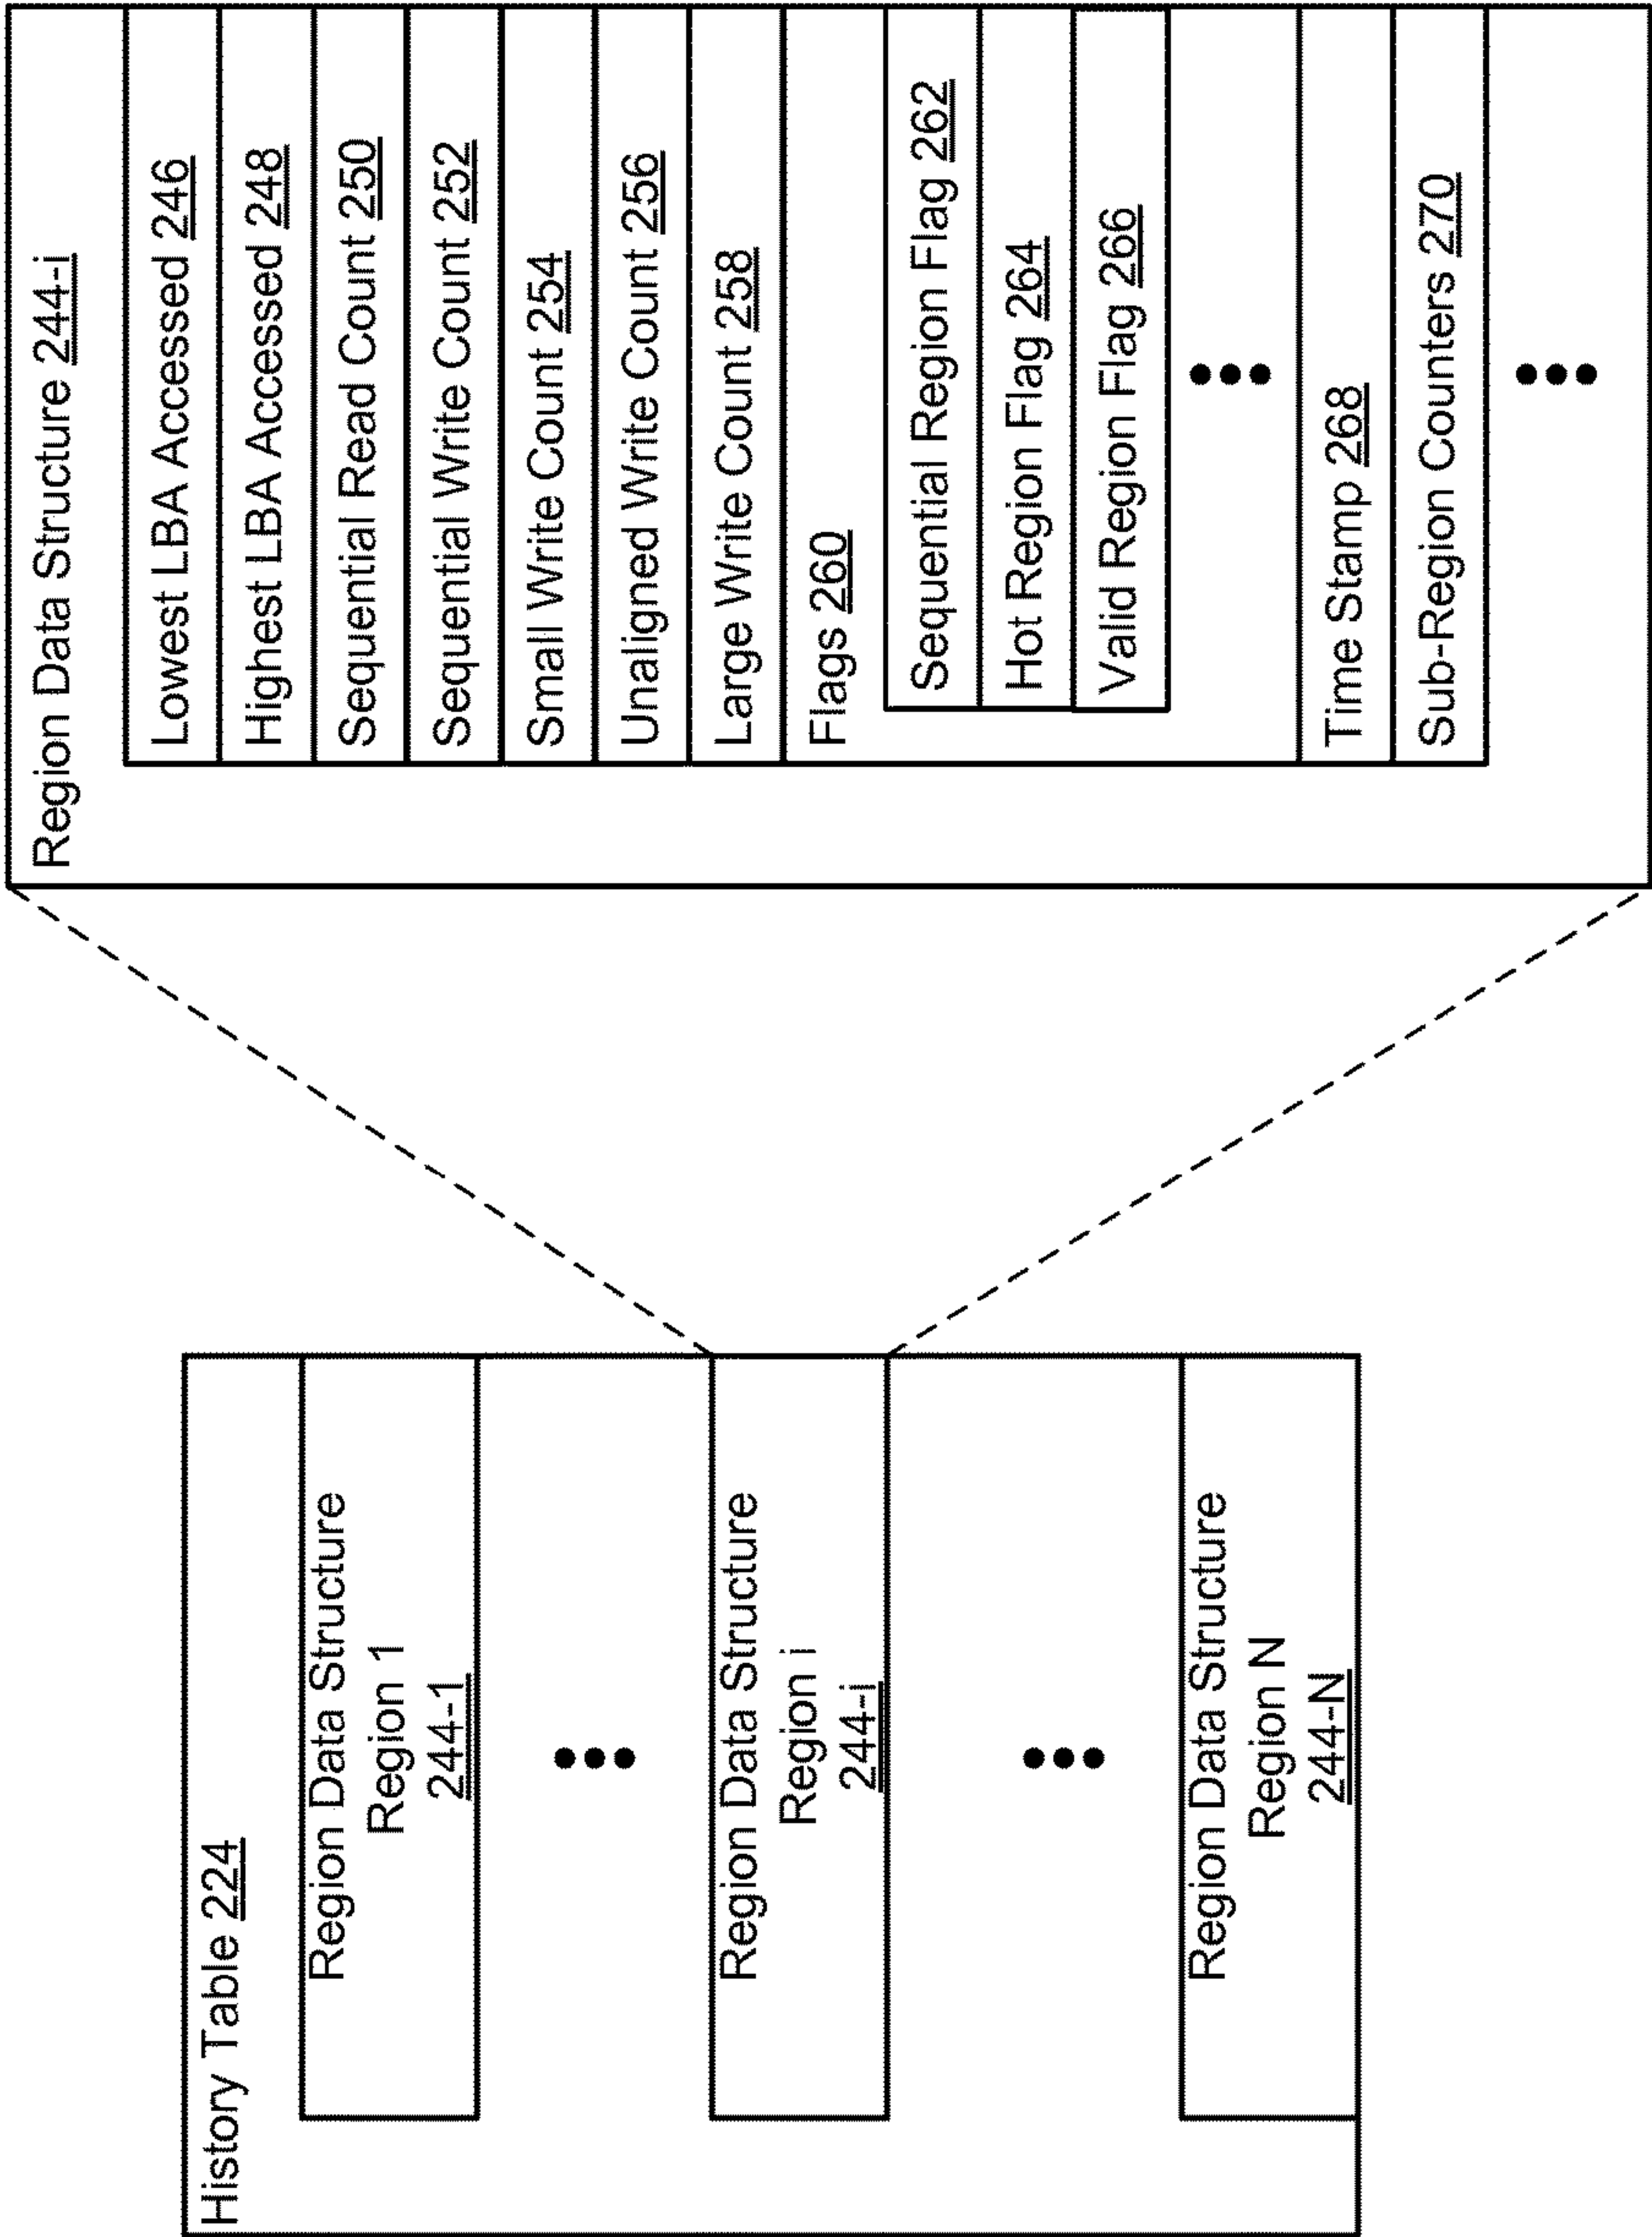 History Table 224
Region Data Structure
Region 1
244-1
Region Data Structure
Region i
244-i
Region Data Structure
Region N
244-N
Region Data Structure 244-i
Lowest LBA Accessed 246
Highest LBA Accessed 248
Sequential Read Count 250
Sequential Write Count 252
Small Write Count 254
Unaligned Write Count 256
Large Write Count 258
Flags 260
Sequential Region Flag 262
Hot Region Flag 264
Valid Region Flag 266
Time Stamp 268
Sub-Region Counters 270